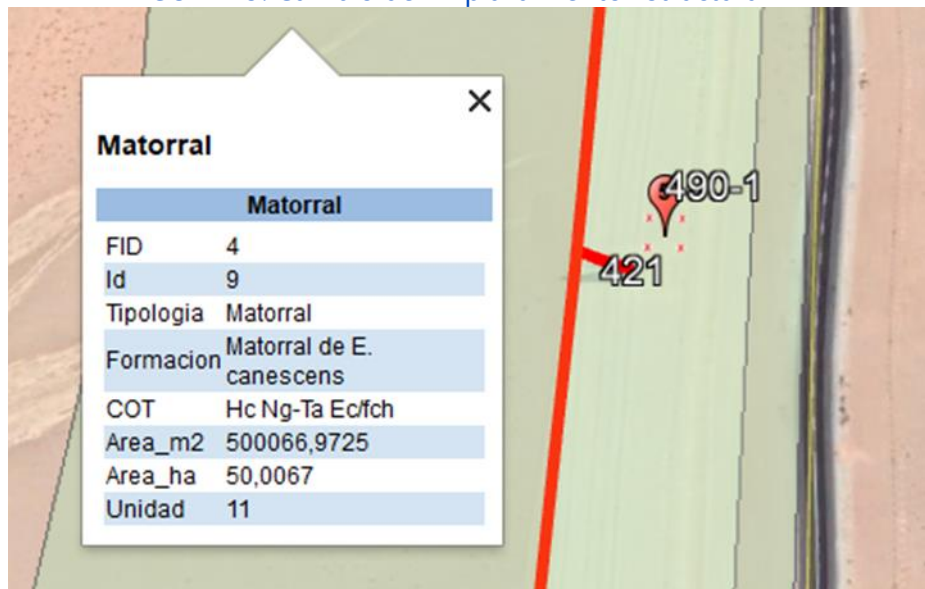 Matorral
Matorral
FID 4
Id 9
Tipologia Matorral
Formacion Matorral de E.
canescens
COT Hc Ng-Ta Ec/fch
Area_m2 500066,9725
Area_ha 50,0067
Unidad 11
490-1
421